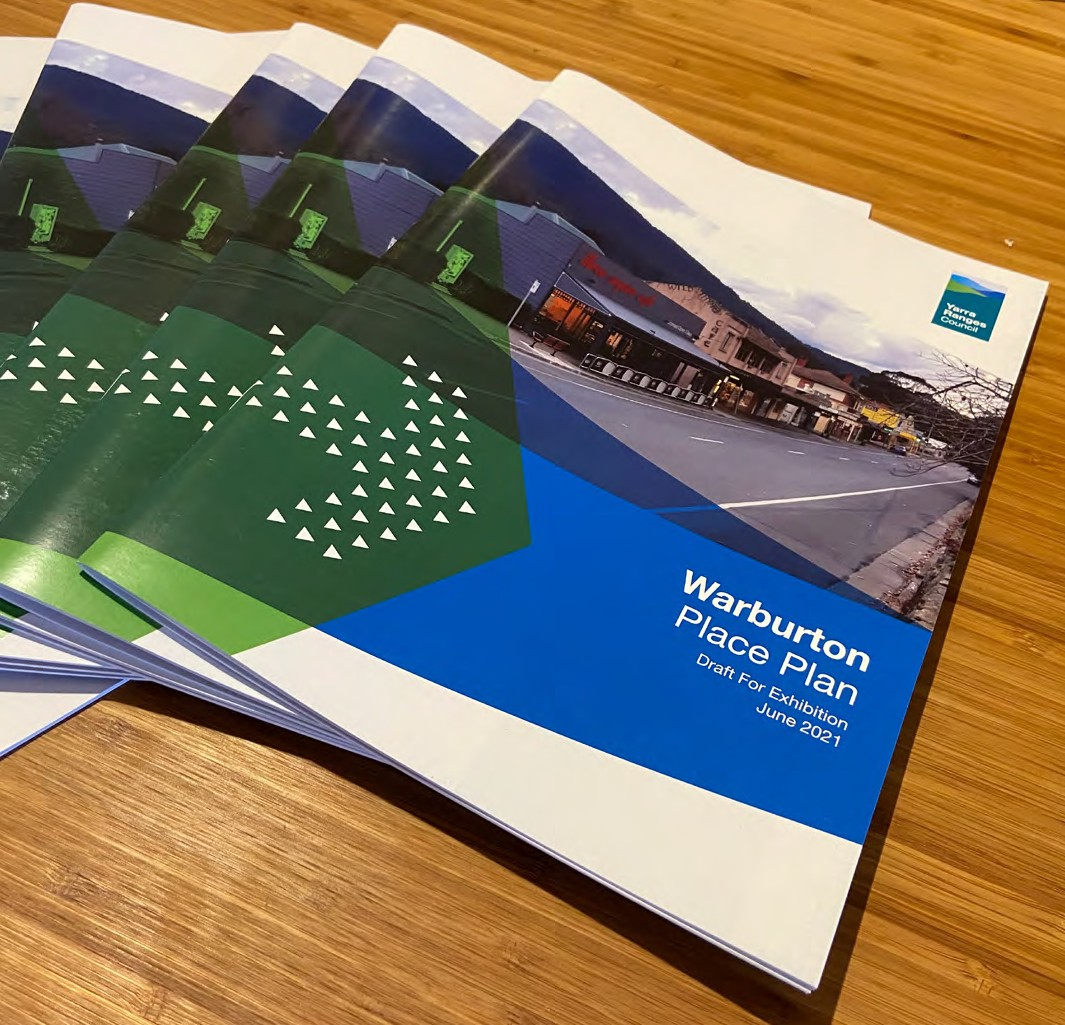 Yarra
Ranges
Council
Warburton
Place Plan
Draft For Exhibition
June 2021